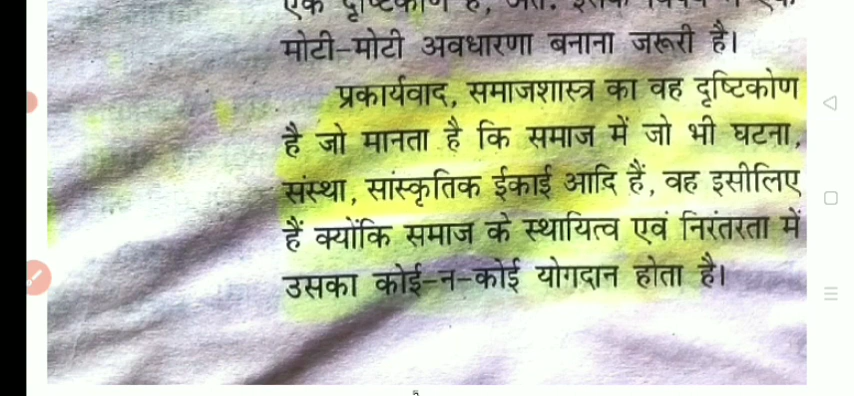 मोटी-मोटी अवधारणा बनाना जरूरी है।
प्रकार्यवाद, समाजशास्त्र का वह दृष्टिकोण
है जो मानता है कि समाज में जो भी घटना,
संस्था, सांस्कृतिक ईकाई आदि हैं, वह इसीलिए
हैं क्योंकि समाज के स्थायित्व एवं निरंतरता में
उसका कोई-न-कोई योगदान होता है।